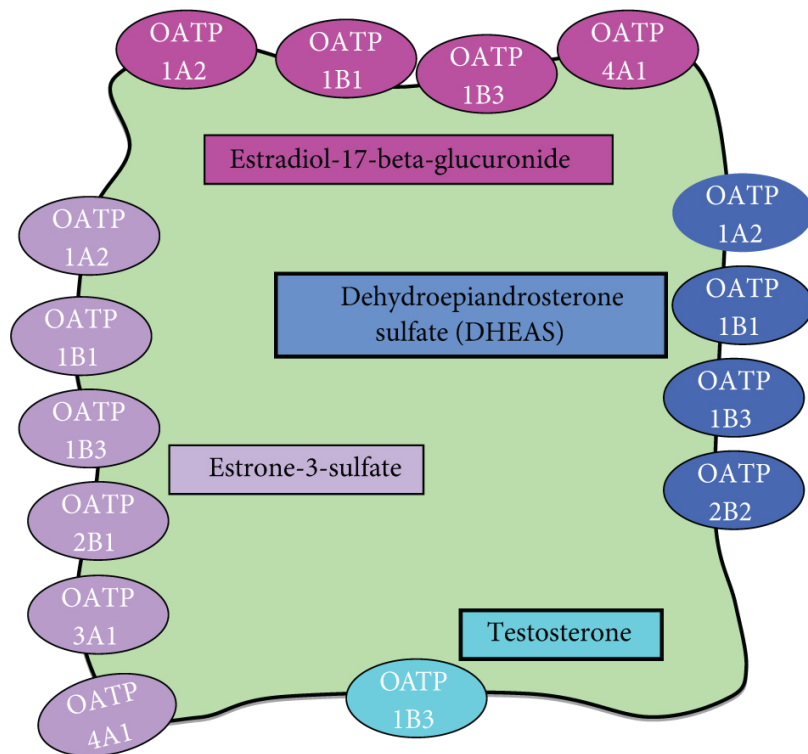 OATP
1A2
OATP
1B1
OATP
1B3
OATP
4A1
Estradiol-17-beta-glucuronide
OATP
1A2
OATP
1B1
OATP
1B3
OATP
2B1
OATP
3A1
OATP
4A1
Dehydroepiandrosterone
sulfate (DHEAS)
OATP
1A2
OATP
1B1
OATP
1B3
OATP
2B2
Estrone-3-sulfate
Testosterone
OATP
1B3